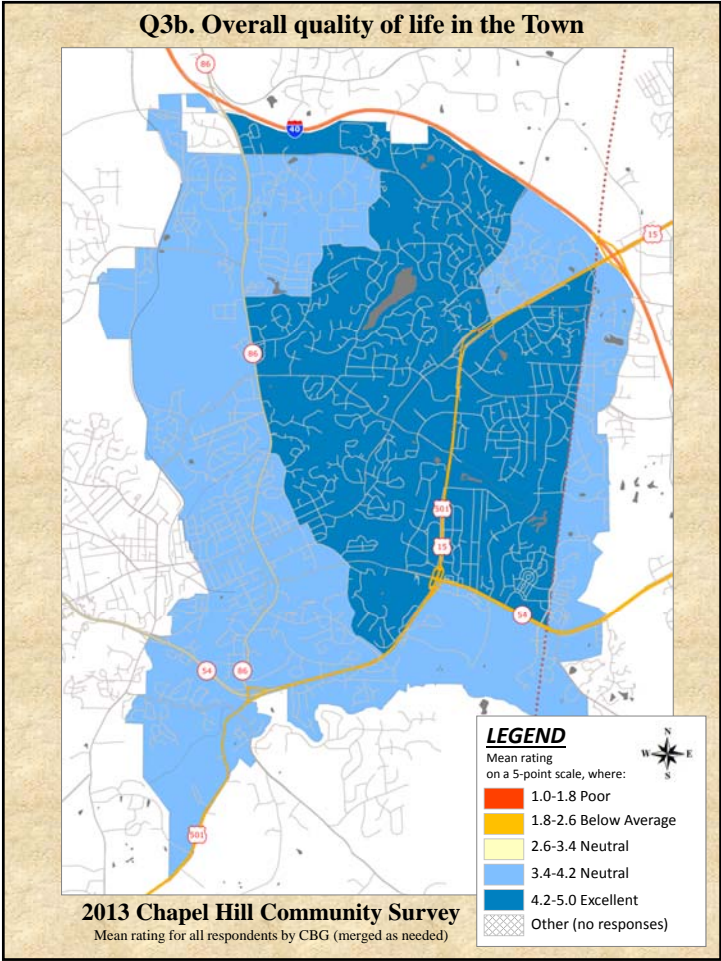 Q3b. Overall quality of life in the Town
86
40
15
86
501
15
54
54
86
501
LEGEND
Mean rating
on a 5-point scale, where:
N
W E
S
1.0-1.8 Poor
1.8-2.6 Below Average
2.6-3.4 Neutral
3.4-4.2 Neutral
4.2-5.0 Excellent
Other (no responses)
2013 Chapel Hill Community Survey
Mean rating for all respondents by CBG (merged as needed)